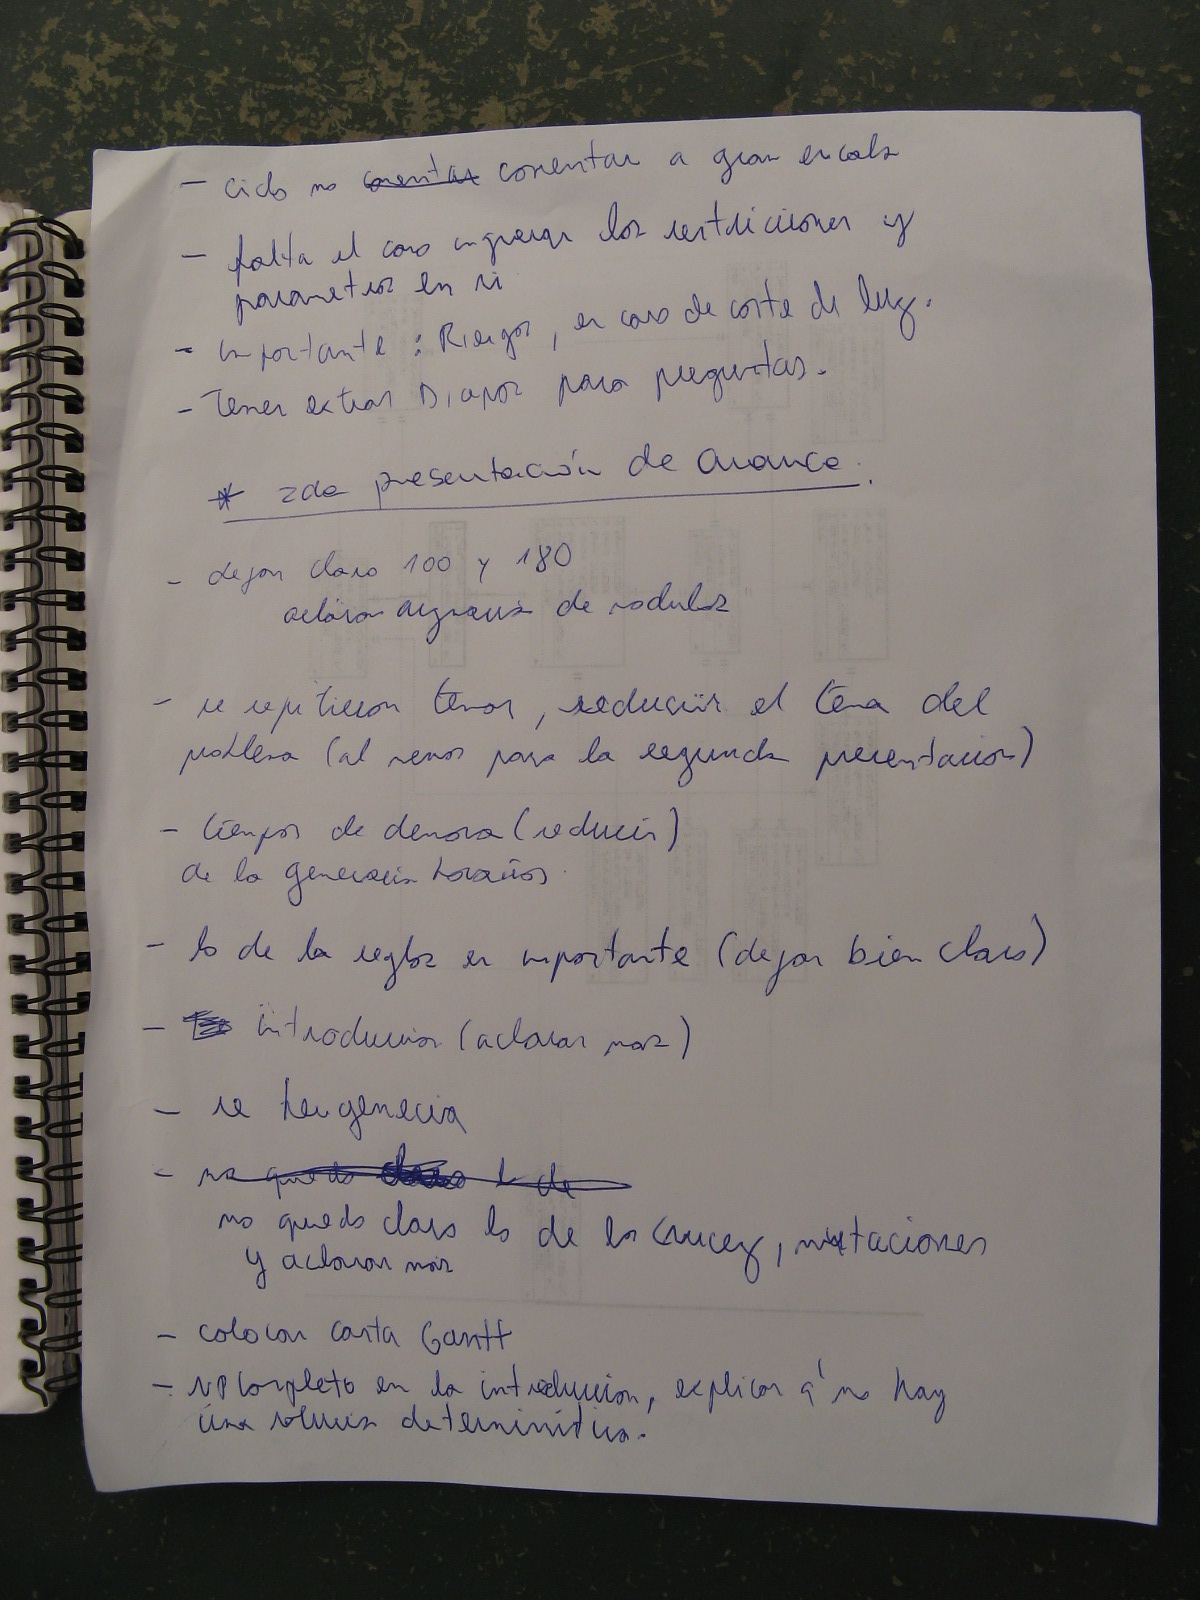 - Ciclo no comentar comentar a gran escala
- falta el caso ingresar las restricciones y
parametros en si
- importante : Riesgos, en caso de corte de luz.
- Tener extras Diapos para preguntas.
* 2da presentación de avance.
- dejar claro 100 y 180
aclarar de modulos
- se repitieron temas, reducir el tema del
problema (al menos para la segunda presentacion)
- tiempos de demora (reducir)
de la generacion horarios.
- lo de las reglas es importante (dejar bien claro)
- introduccion (aclarar mas)
- se
- no quedo claro lo de
no quedo claro lo de los cruces, mutaciones
y aclarar mas
- colocar carta Gantt
- NP Completo en la introduccion, explicar q' no hay
una solucion deterministica.